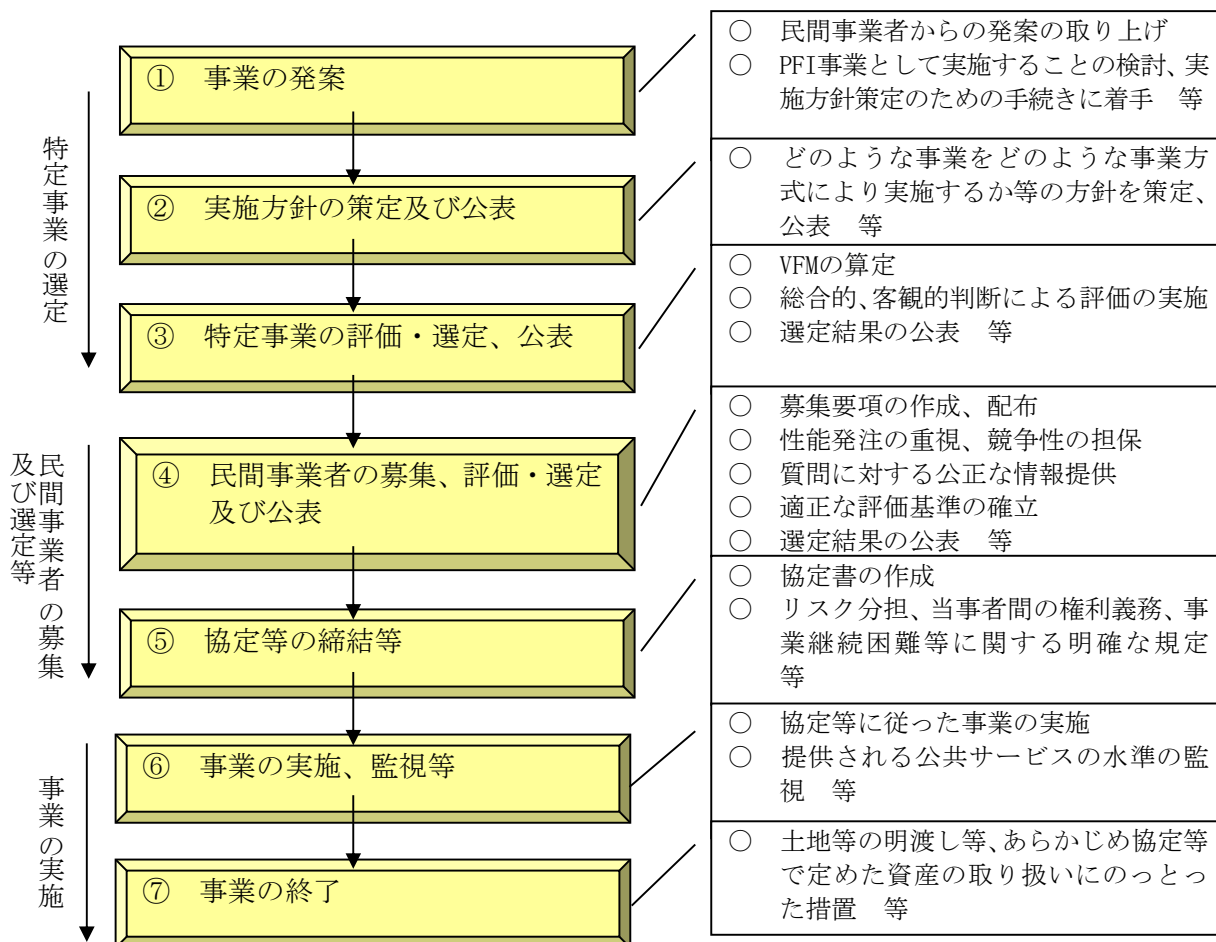 特定事業の選定
① 事業の発案
○ 民間事業者からの発案の取り上げ
○ PFI事業として実施することの検討、実
施方針策定のための手続きに着手 等
② 実施方針の策定及び公表
○ どのような事業をどのような事業方
式により実施するか等の方針を策定、
公表 等
③ 特定事業の評価・選定、公表
○ VFMの算定
○ 総合的、客観的判断による評価の実施
○ 選定結果の公表 等
民間事業者の募集
及び選定等
④ 民間事業者の募集、評価・選定
及び公表
○ 募集要項の作成、配布
○ 性能発注の重視、競争性の担保
○ 質問に対する公正な情報提供
○ 適正な評価基準の確立
○ 選定結果の公表 等
⑤ 協定等の締結等
○ 協定書の作成
○ リスク分担、当事者間の権利義務、事
業継続困難等に関する明確な規定
等
事業の実施
⑥ 事業の実施、監視等
○ 協定等に従った事業の実施
○ 提供される公共サービスの水準の監
視 等
⑦ 事業の終了
○ 土地等の明渡し等、あらかじめ協定等
で定めた資産の取り扱いにのっとっ
た措置 等